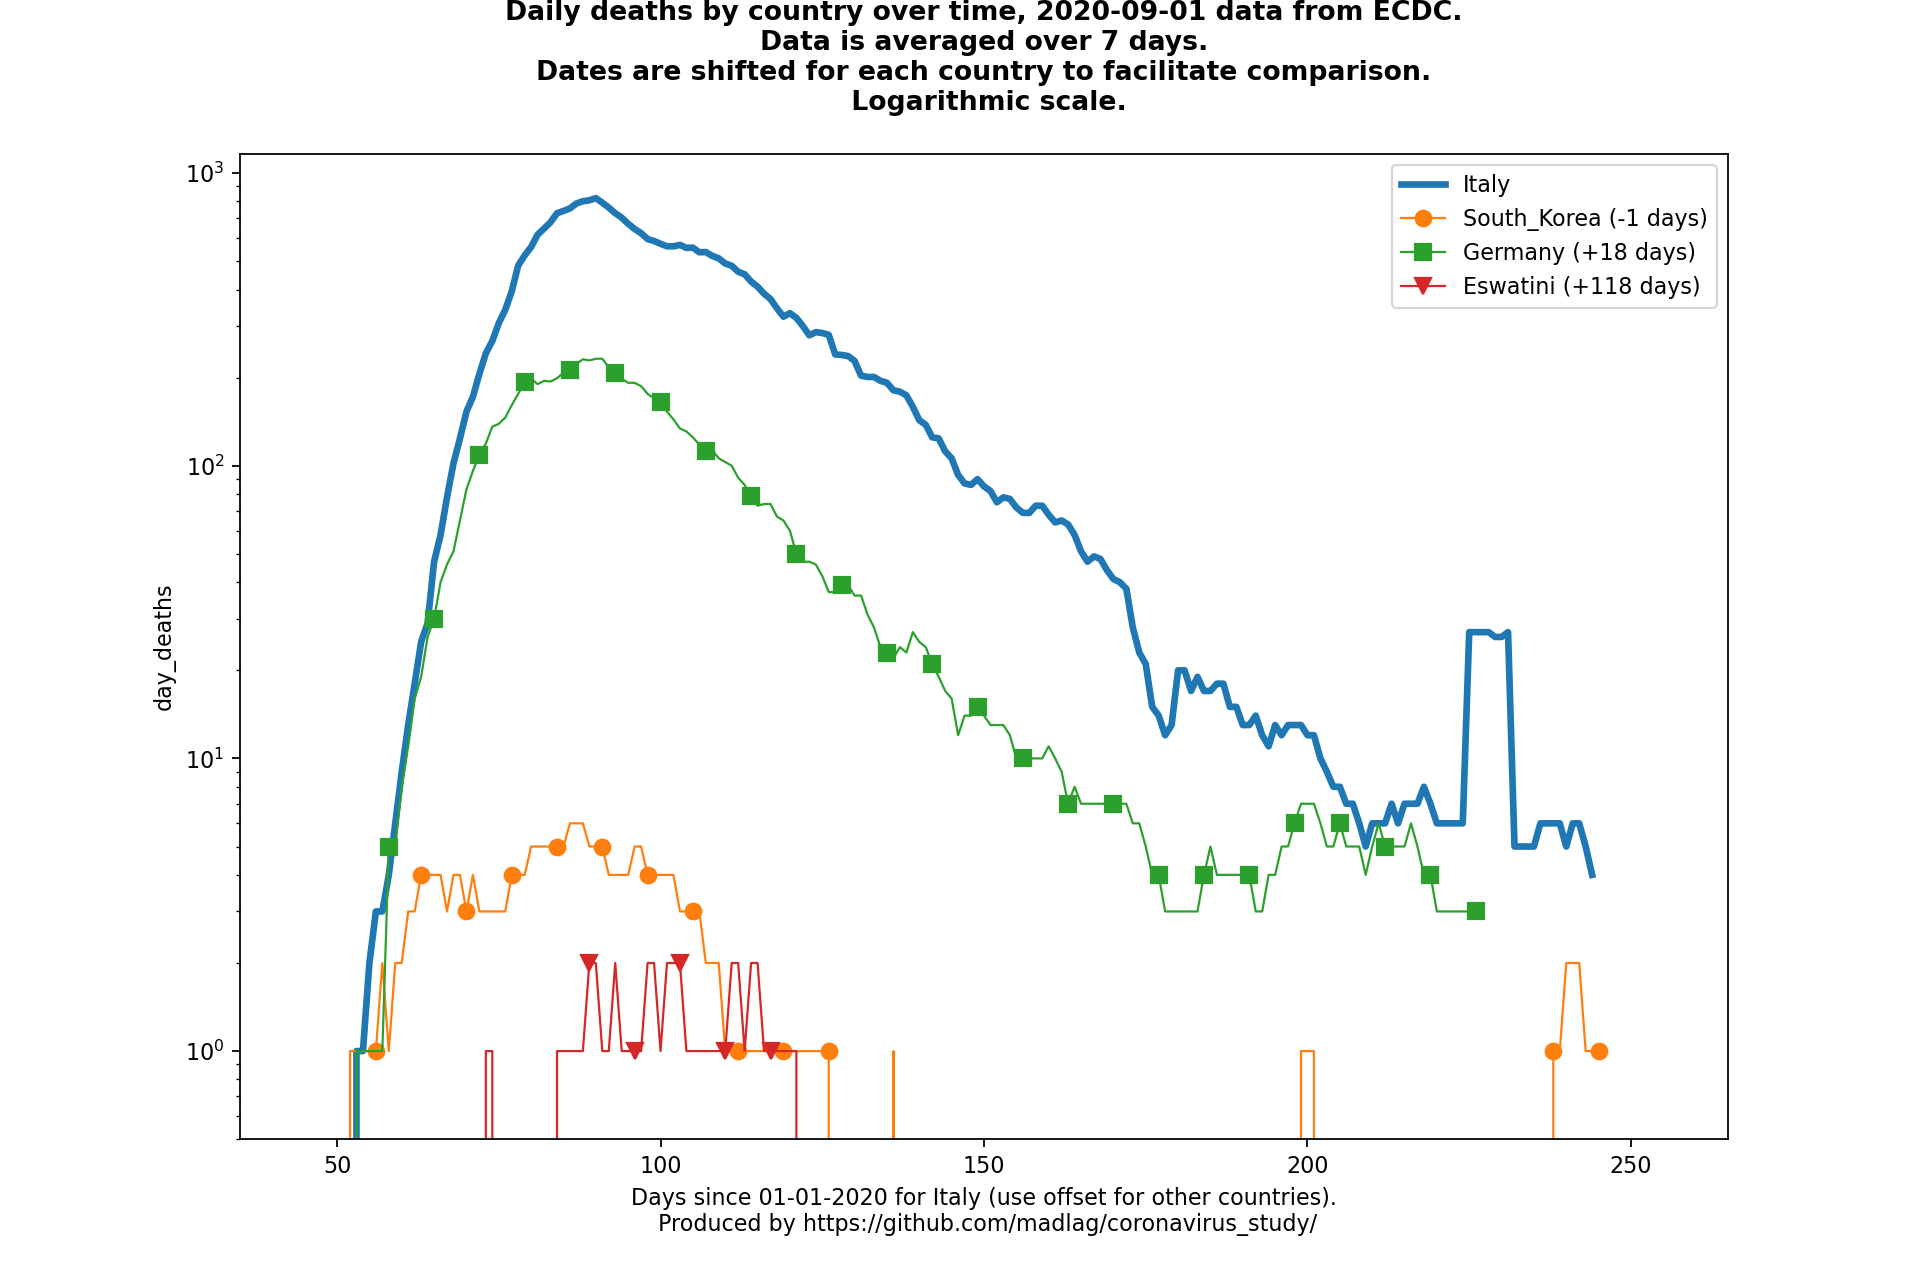 Daily deaths by country over time, 2020-09-01 data from ECDC.
Data is averaged over 7 days.
Dates are shifted for each country to facilitate comparison.
Logarithmic scale.
10³
10²
10¹
10⁰
day_deaths
Italy
South_Korea (-1 days)
Germany (+18 days)
Eswatini (+118 days)
50 100 150 200 250
Days since 01-01-2020 for Italy (use offset for other countries).
Produced by https://github.com/madlag/coronavirus_study/